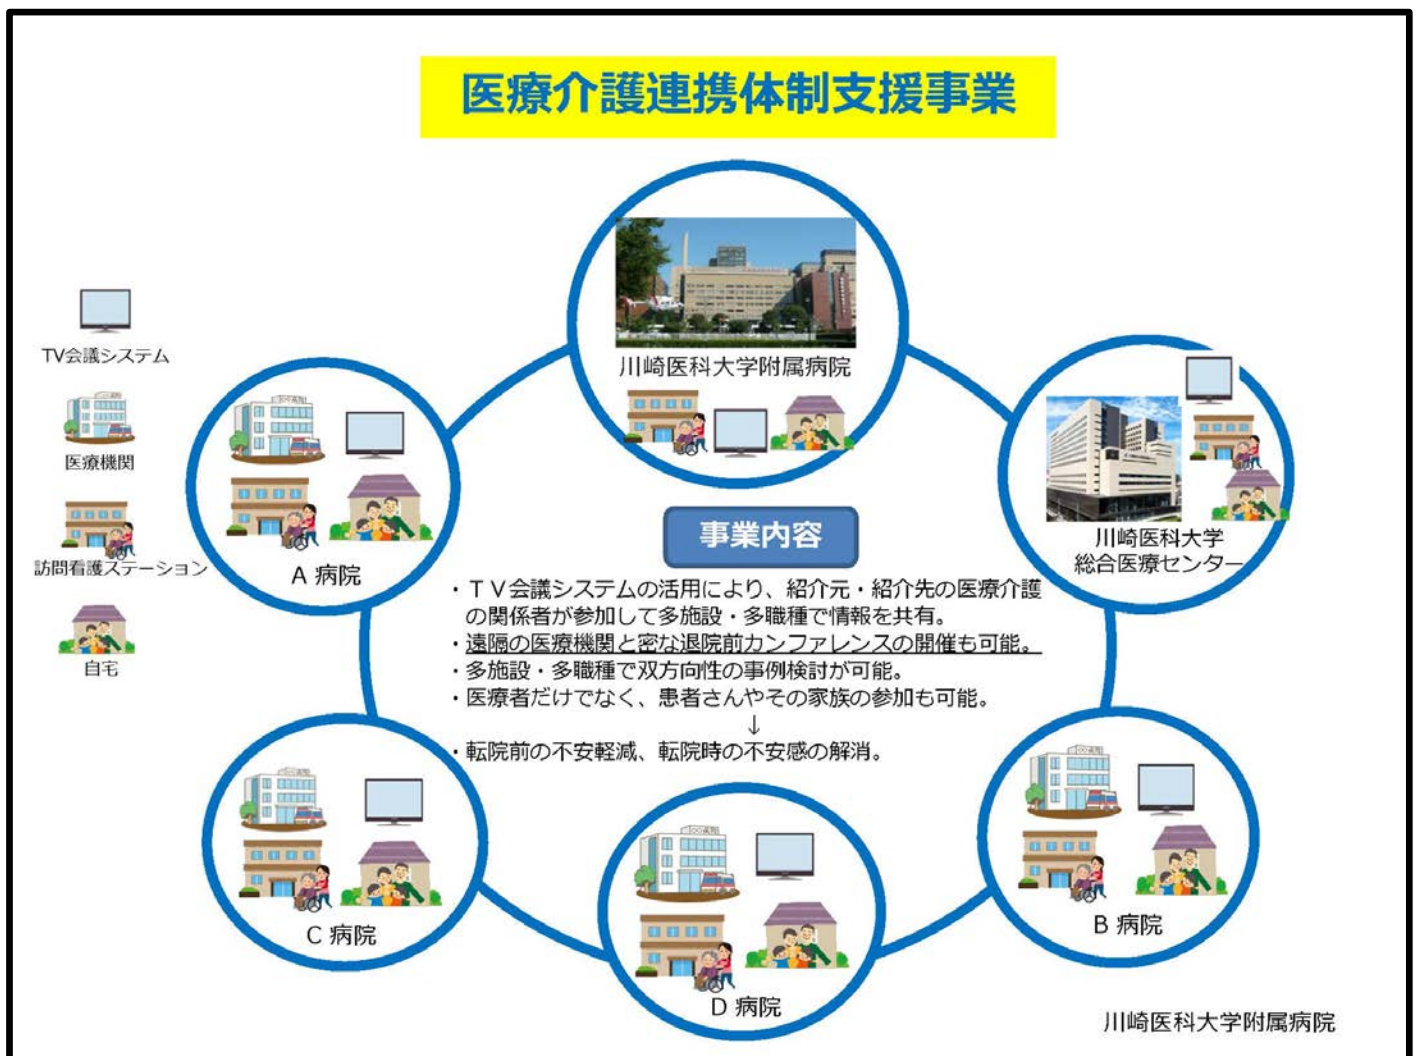 医療介護連携体制支援事業
川崎医科大学附属病院
TV会議システム
医療機関
訪問看護ステーション
自宅
A 病院
川崎医科大学
総合医療センター
事業内容
・ＴＶ会議システムの活用により、紹介元・紹介先の医療介護
の関係者が参加して多施設・多職種で情報を共有。
・遠隔の医療機関と密な退院前カンファレンスの開催も可能。
・多施設・多職種で双方向性の事例検討が可能。
・医療者だけでなく、患者さんやその家族の参加も可能。
↓
・転院前の不安軽減、転院時の不安感の解消。
C 病院
D 病院
B 病院
川崎医科大学附属病院